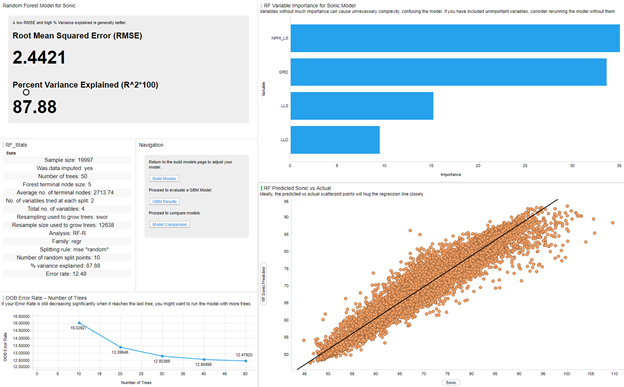 Random Forest Model for Sonic
A low RMSE and high % Variance explained is generally better.
Root Mean Squared Error (RMSE)
2.4421
Percent Variance Explained (R^2*100)
87.88
RF_Stats
Stats
Sample size: 19997
Was data imputed: yes
Number of trees: 50
Forest terminal node size: 5
Average no. of terminal nodes: 2713.74
No. of variables tried at each split: 2
Total no. of variables: 4
Resampling used to grow trees: swor
Resample size used to grow trees: 12638
Analysis: RF-R
Family: regr
Splitting rule: mse *random*
Number of random split points: 10
% variance explained: 87.88
Error rate: 12.48
Navigation
Return to the build models page to adjust your
model:
Build Models
Proceed to evaluate a GBM Model:
GBM Results
Proceed to compare models
Model Comparison
OOB Error Rate – Number of Trees
If your Error Rate is still decreasing significantly when it reaches the last tree, you might want to run the model with more trees.
OOB Error Rate
16.50000
16.00000
15.50000
15.00000
14.50000
14.00000
13.50000
13.00000
12.50000
12.00000
13.39846
12.80389
12.47920
0
10
20
30
40
50
Number of Trees
RF Variable Importance for Sonic Model
Variables without much importance can cause unnecessary complexity, confusing the model. If you have included unimportant variables, consider rerunning the model without them.
Variable
NPHI_LS
GRD
LLS
LLD
0
5
10
15
20
25
30
35
Importance
RF Predicted Sonic vs Actual
Ideally, the predicted vs actual scatterplot points will hug the regression line closely.
RF Sonic Predicted
95
90
85
80
75
70
65
60
55
50
45
50
55
60
65
70
75
80
85
90
95
100
105
110
Sonic